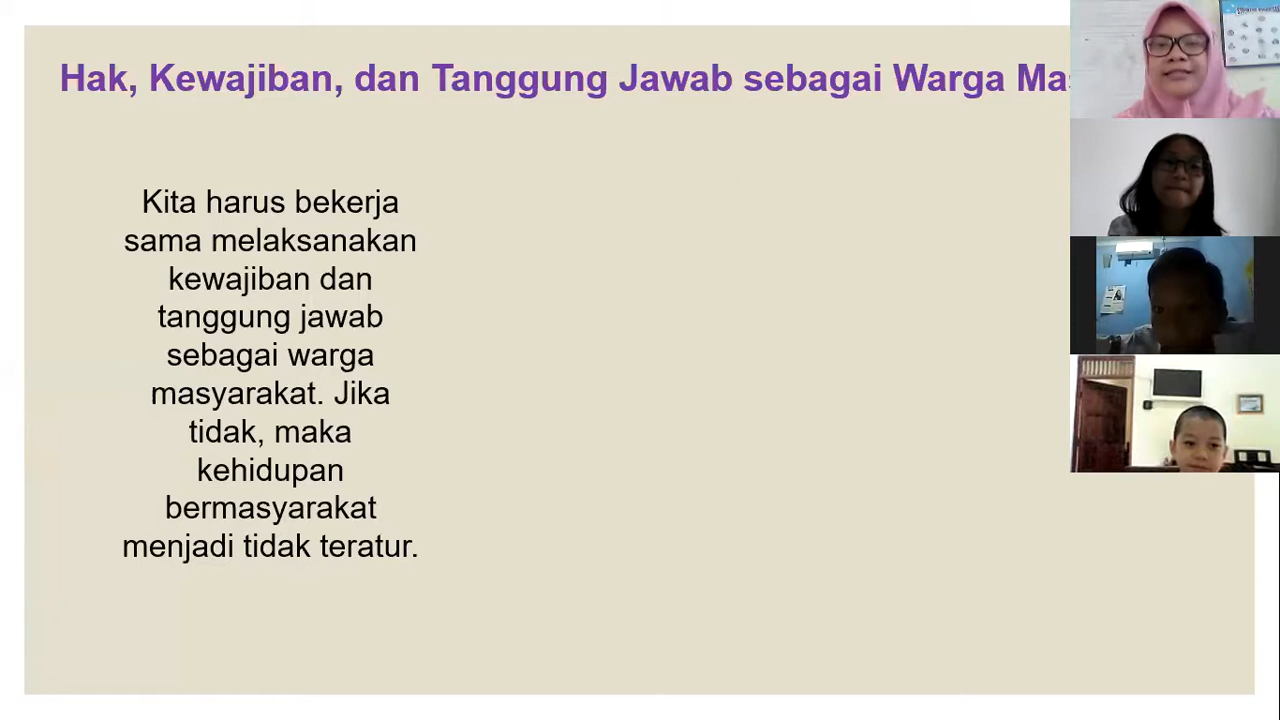 Hak, Kewajiban, dan Tanggung Jawab sebagai Warga
Kita harus bekerja
sama melaksanakan
kewajiban dan
tanggung jawab
sebagai warga
masyarakat. Jika
tidak, maka
kehidupan
bermasyarakat
menjadi tidak teratur.